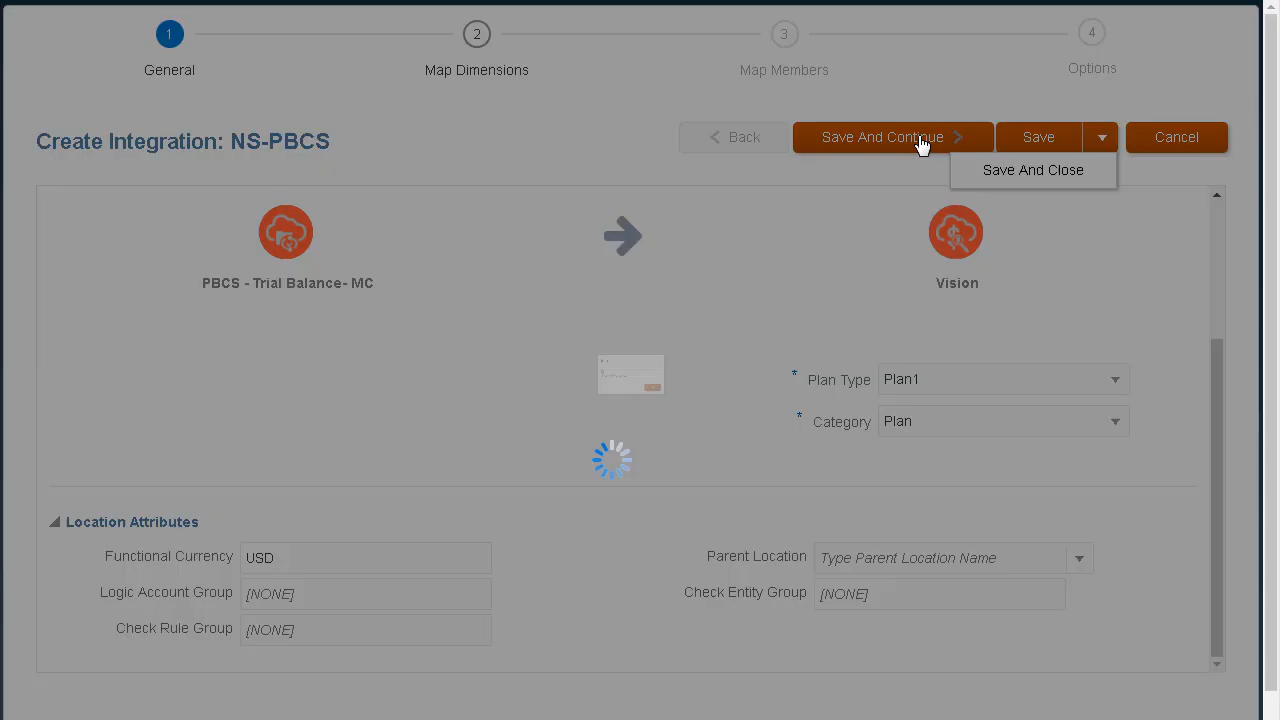 1
2
3
4
General
Map Dimensions
Map Members
Options
Create Integration: NS-PBCS
Back
Save And Continue
Save
Cancel
Save And Close
PBCS - Trial Balance- MC
Vision
* Plan Type
Plan1
* Category
Plan
Location Attributes
Functional Currency
USD
Parent Location
Type Parent Location Name
Logic Account Group
[NONE]
Check Entity Group
[NONE]
Check Rule Group
[NONE]